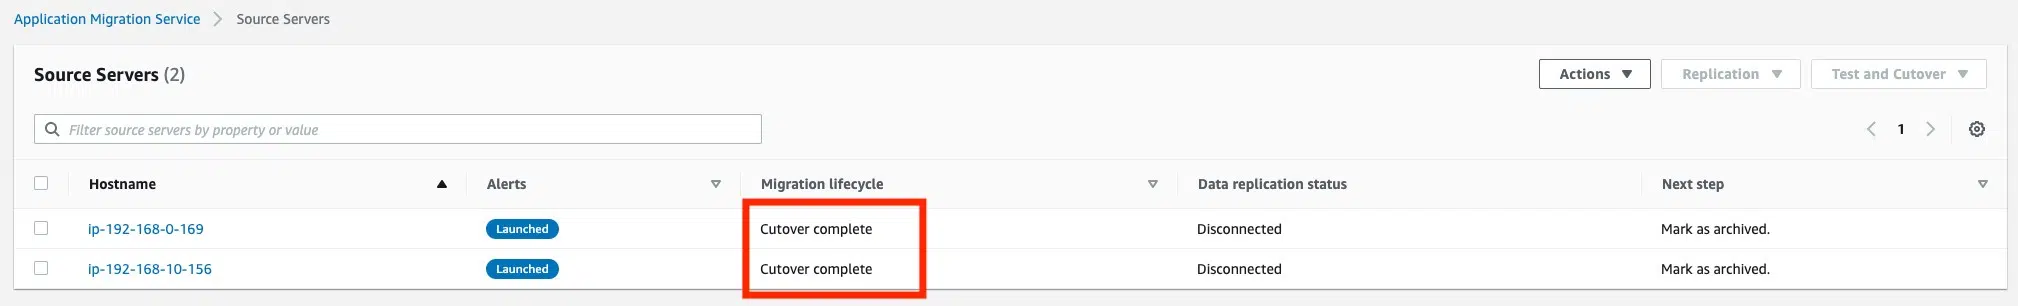 Application Migration Service > Source Servers
Source Servers (2)
Actions ▼ Replication ▼ Test and Cutover ▼
Filter source servers by property or value
1
Hostname Alerts Migration lifecycle Data replication status Next step
ip-192-168-0-169 Launched Cutover complete Disconnected Mark as archived.
ip-192-168-10-156 Launched Cutover complete Disconnected Mark as archived.